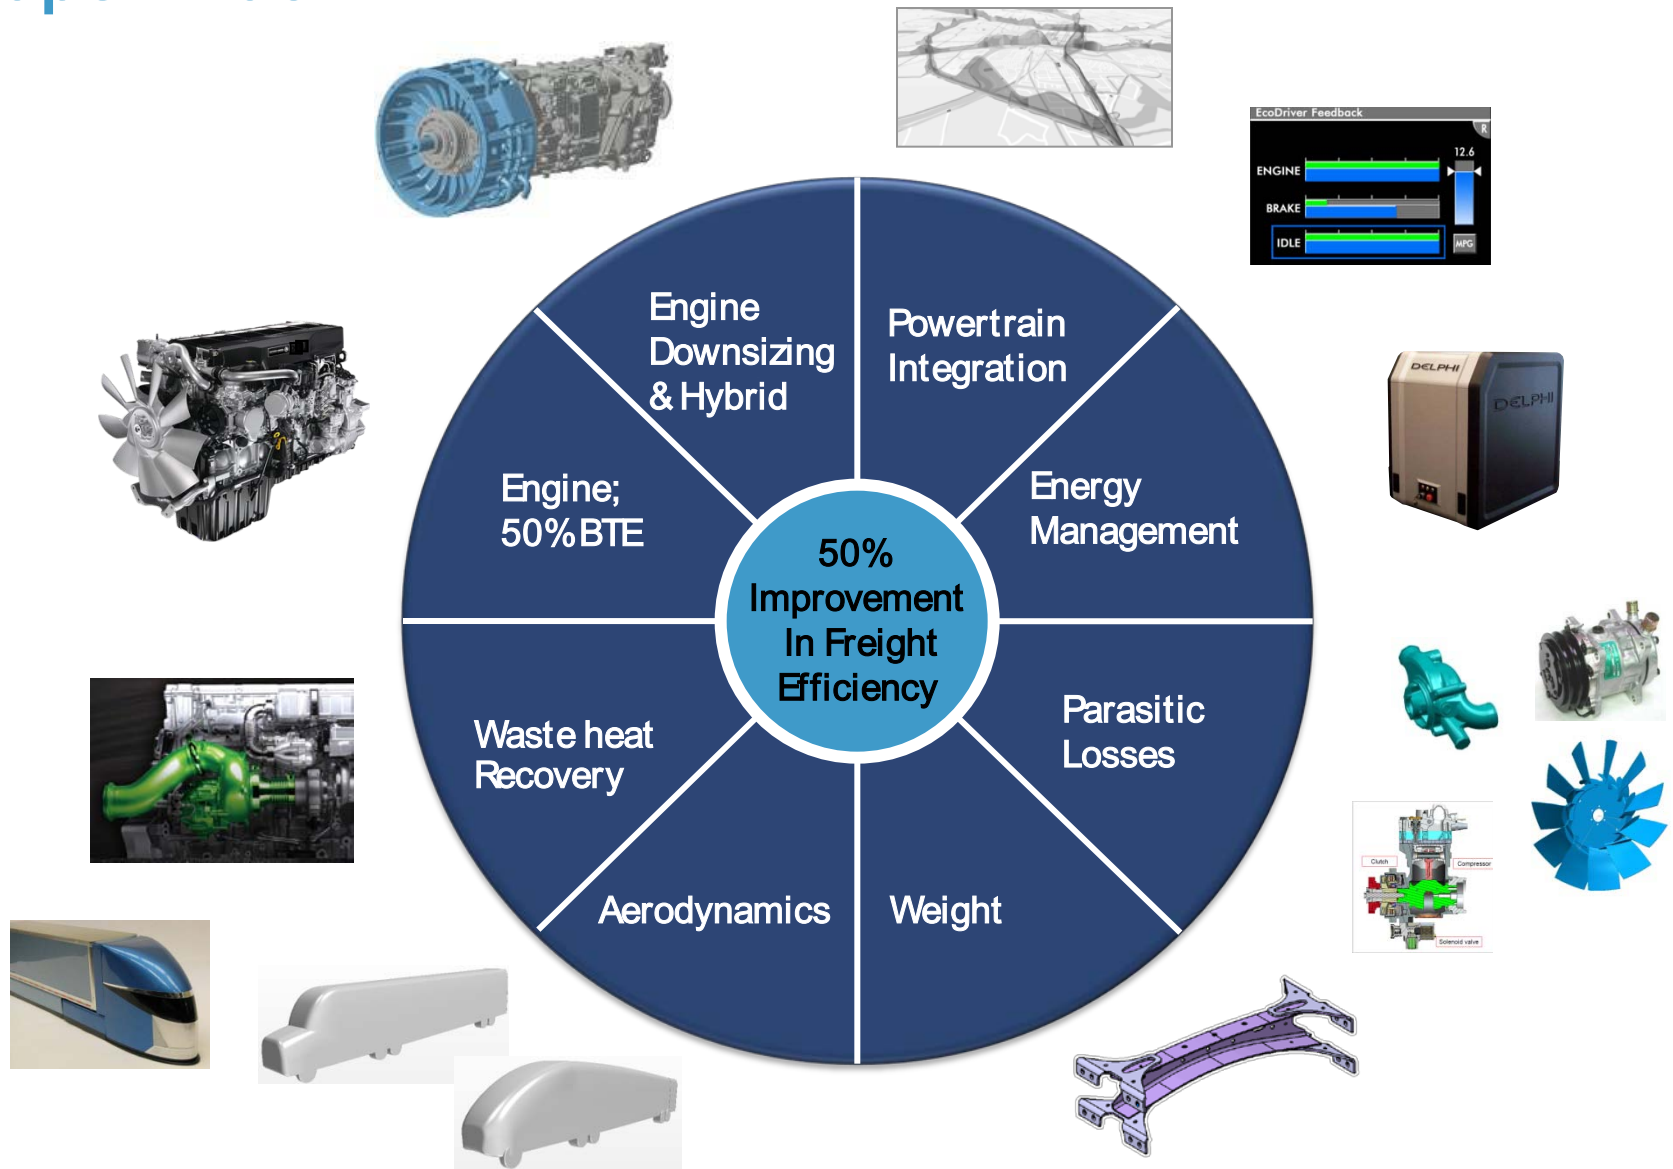 EcoDriver Feedback
R
12.6
ENGINE
BRAKE
IDLE
MPG
Engine
Downsizing
& Hybrid
Powertrain
Integration
DELPHI
DELPHI
Engine;
50% BTE
Energy
Management
50%
Improvement
In Freight
Efficiency
Waste heat
Recovery
Parasitic
Losses
Clutch
Compressor
Solenoid valve
Aerodynamics
Weight